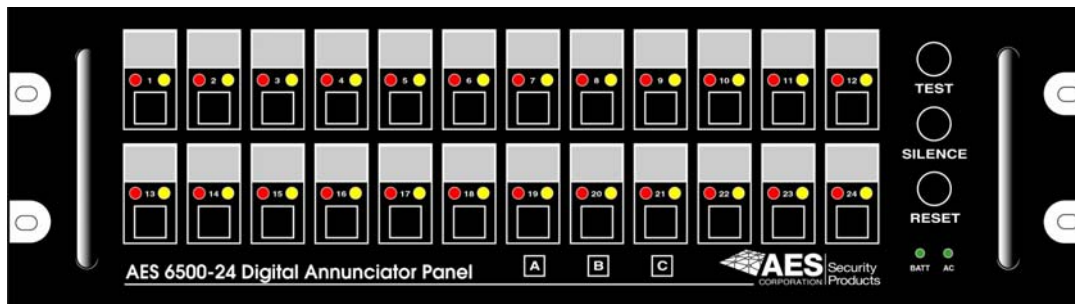 1 2 3 4 5 6 7 8 9 10 11 12
TEST
SILENCE
13 14 15 16 17 18 19 20 21 22 23 24
RESET
AES 6500-24 Digital Annunciator Panel
A B C
AES
CORPORATION
Security
Products
BATT AC